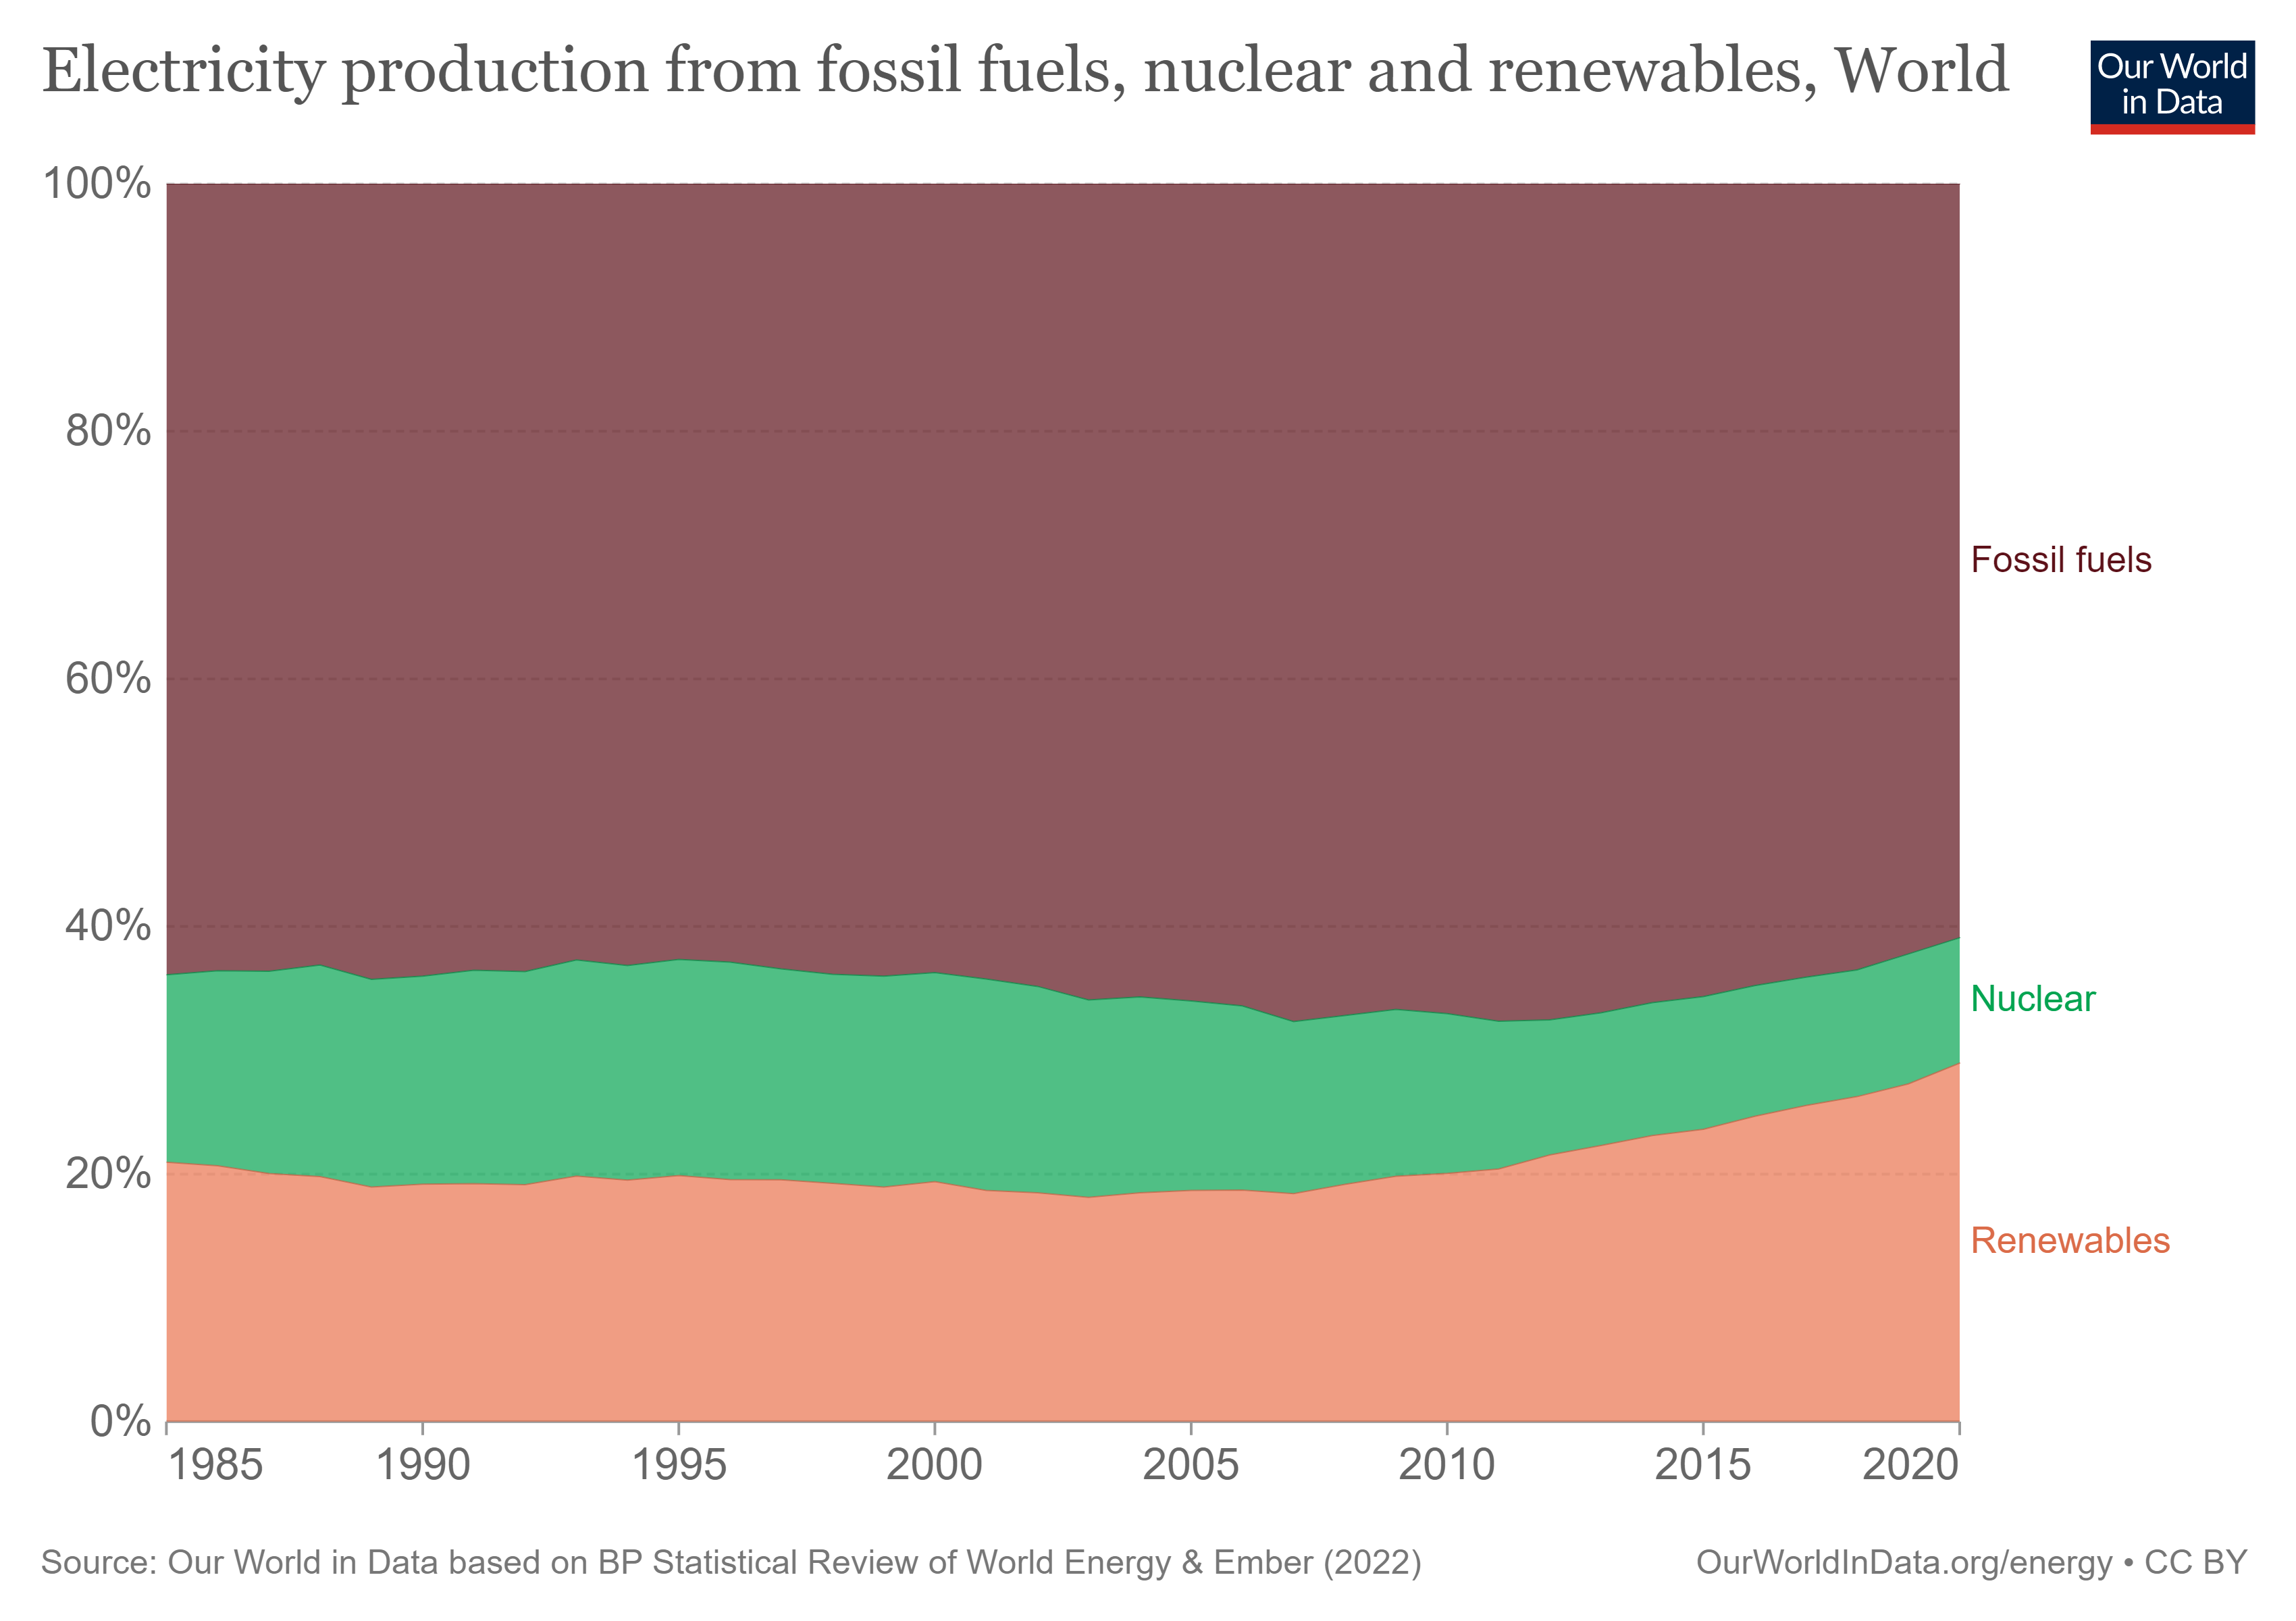 Electricity production from fossil fuels, nuclear and renewables, World
Our World
in Data
100%
80%
60%
40%
20%
0%
Fossil fuels
Nuclear
Renewables
1985 1990 1995 2000 2005 2010 2015 2020
Source: Our World in Data based on BP Statistical Review of World Energy & Ember (2022)
OurWorldInData.org/energy • CC BY